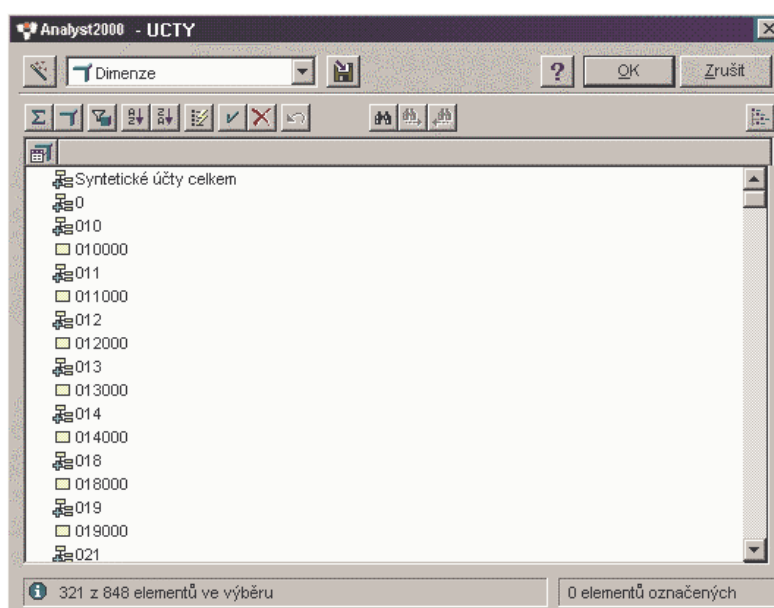 Analyst2000 - UCTY
Dimenze
? OK Zrušit
Syntetické účty celkem
0
010
010000
011
011000
012
012000
013
013000
014
014000
018
018000
019
019000
021
321 z 848 elementů ve výběru
0 elementů označených